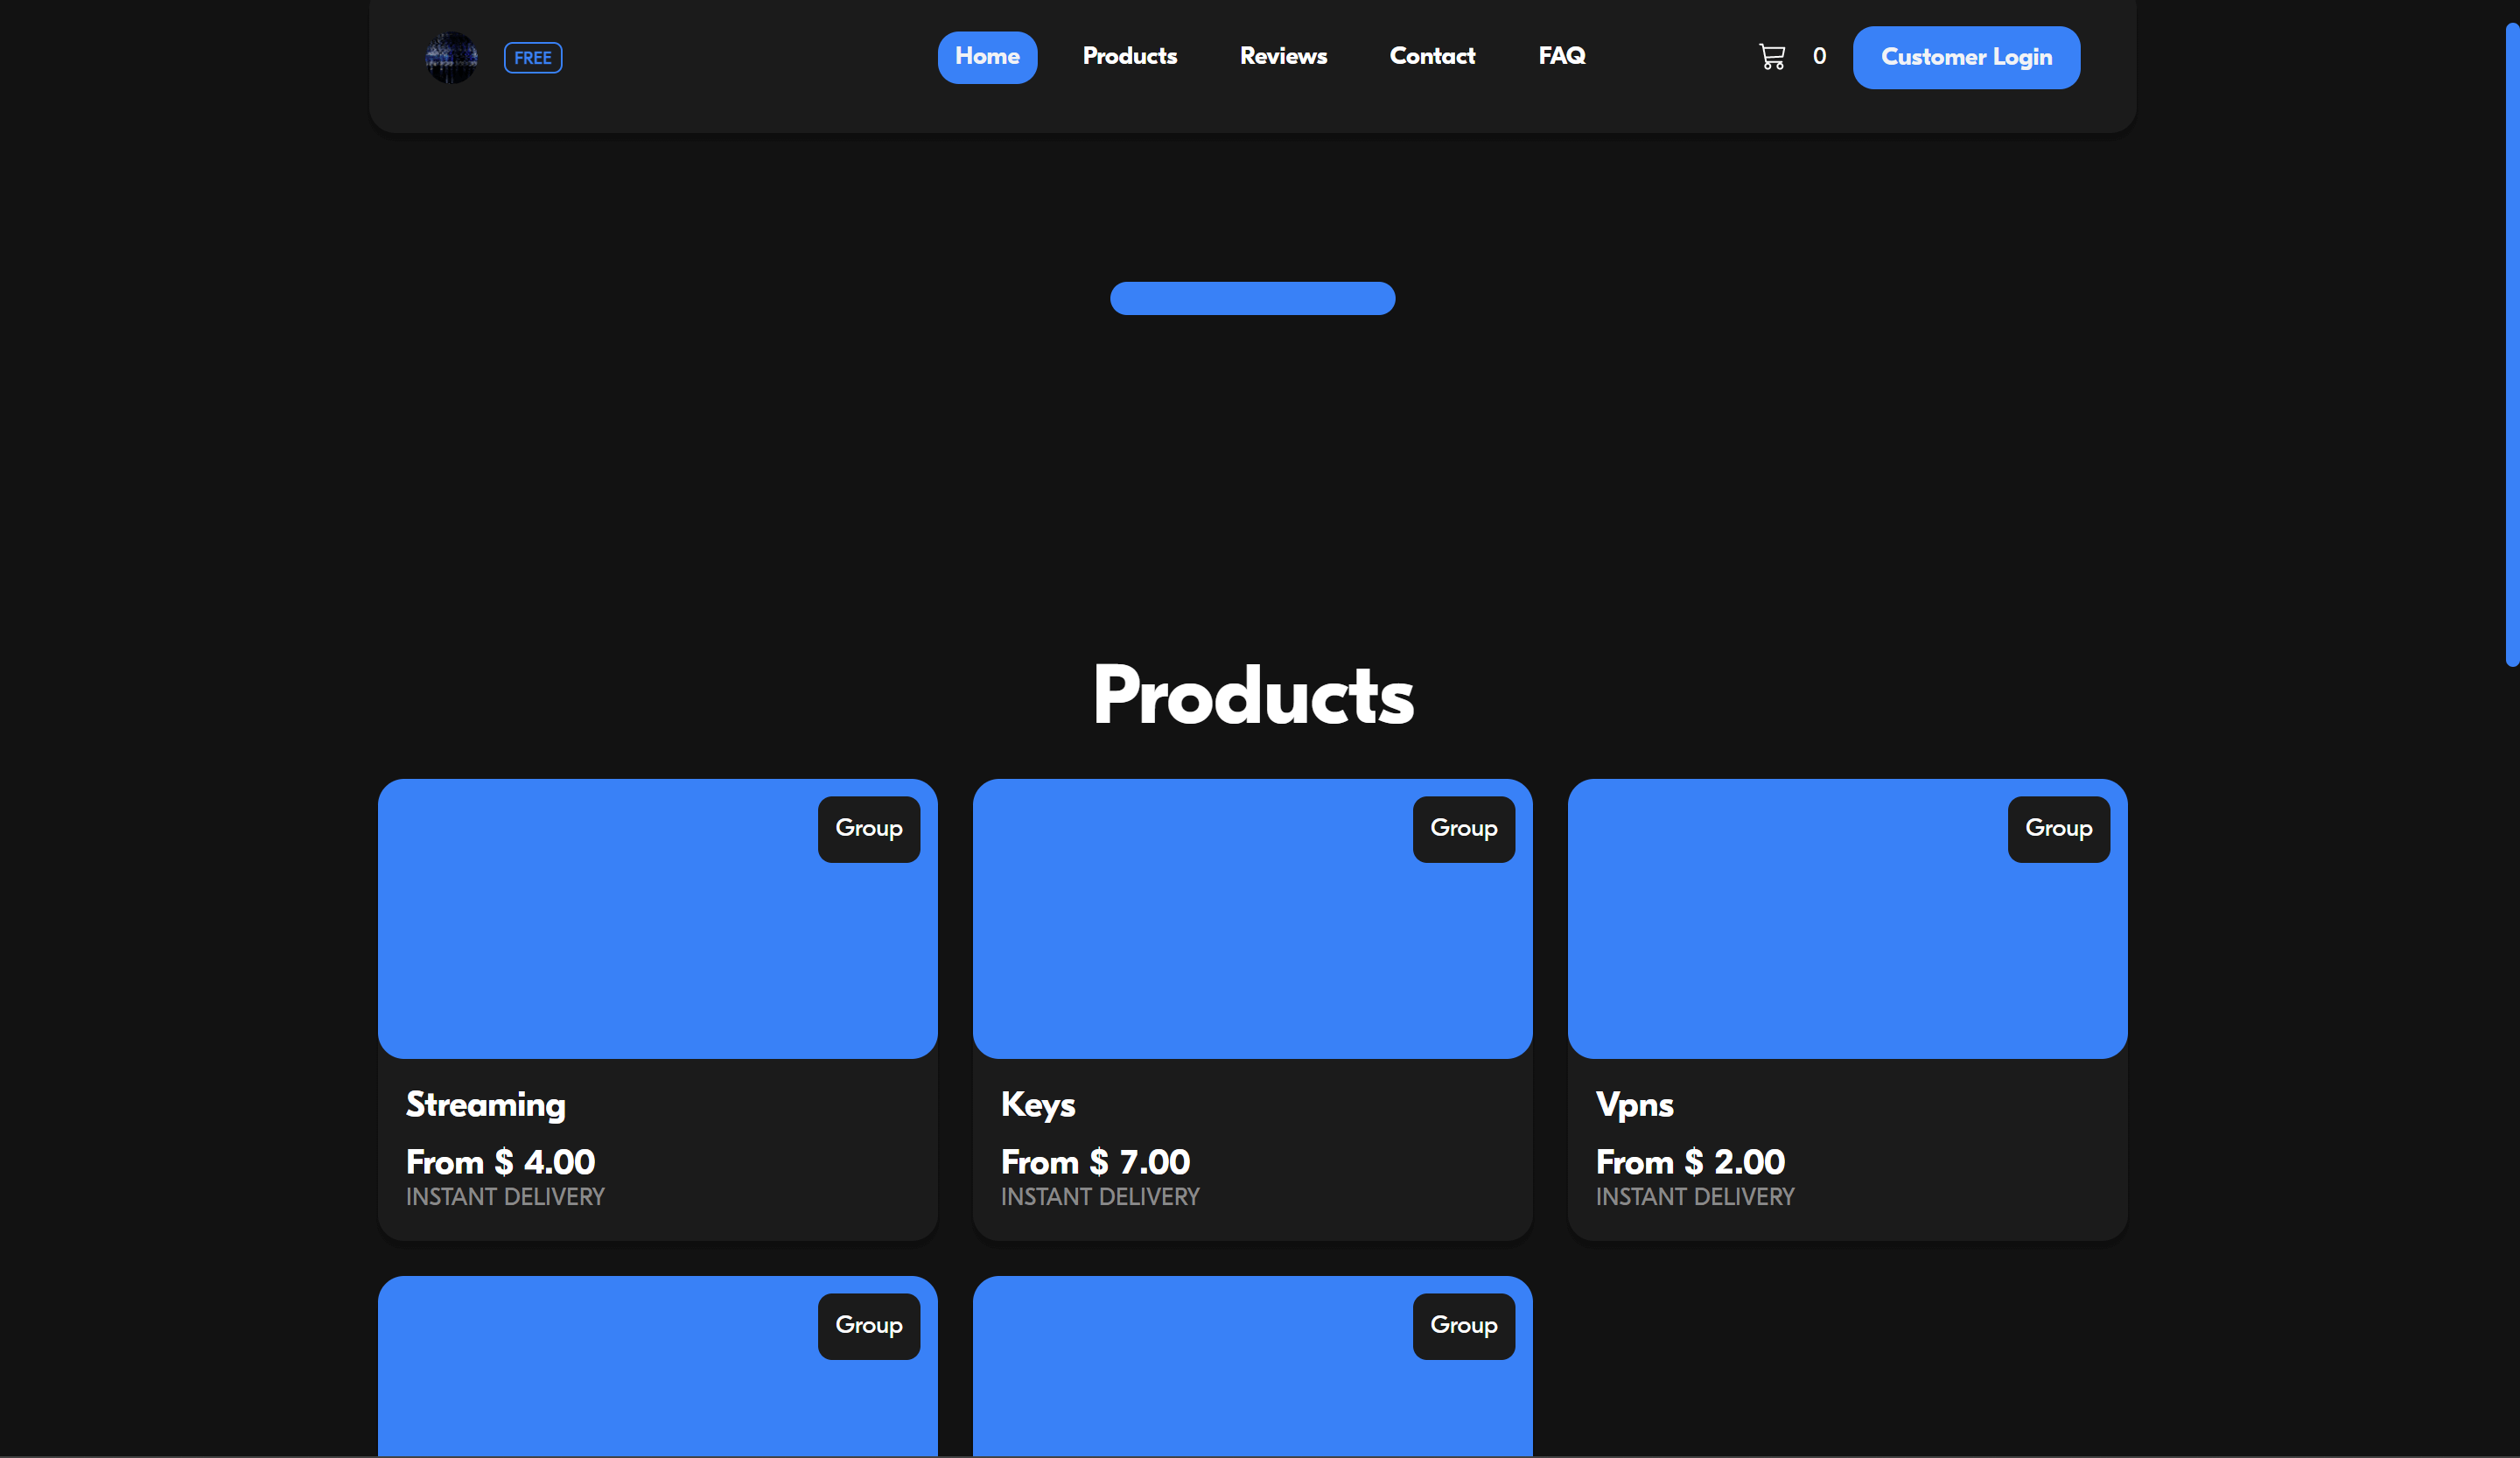 FREE
Home Products Reviews Contact FAQ
0
Customer Login
Products
Group
Streaming
From $ 4.00
INSTANT DELIVERY
Group
Keys
From $ 7.00
INSTANT DELIVERY
Group
Vpns
From $ 2.00
INSTANT DELIVERY
Group
Group